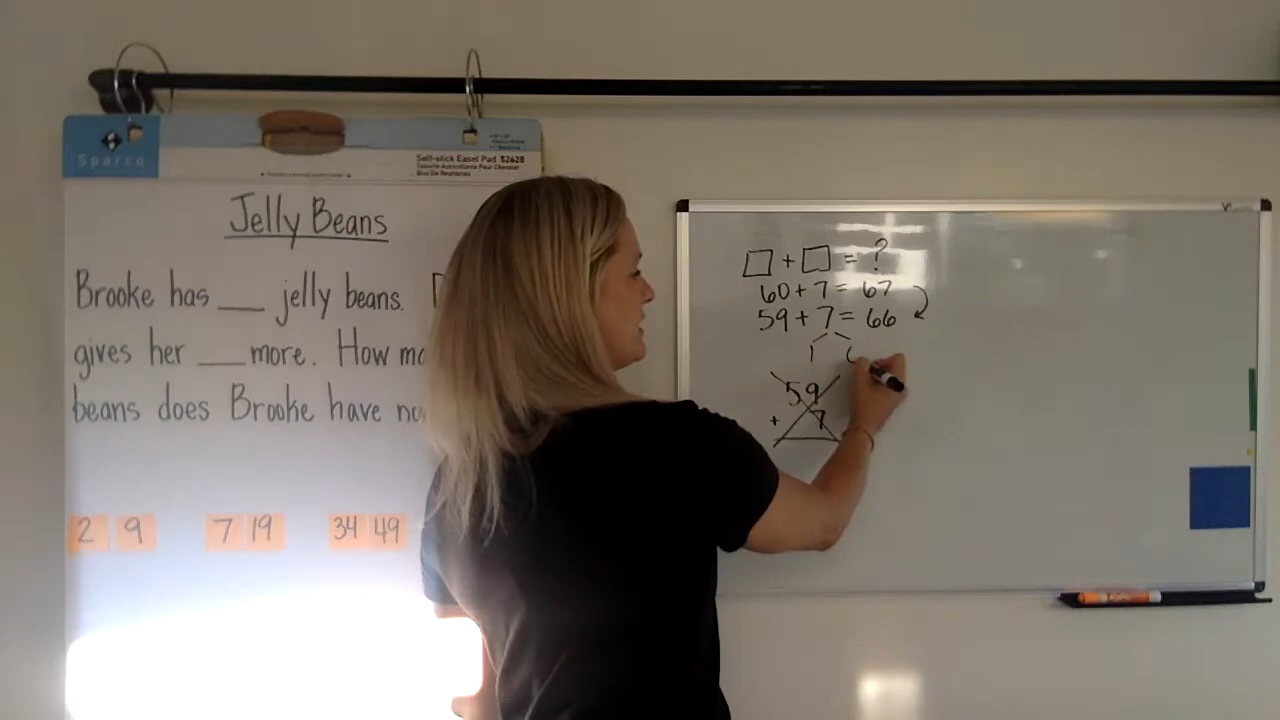 Sparco
Self-stick Easel Pad 52628
Jelly Beans
Brooke has ___ jelly beans.
gives her ___ more. How
beans does Brooke have
2 9 7 19 34 49
□ + □ = ?
60 + 7 = 67
59 + 7 = 66
1
59
+ 7